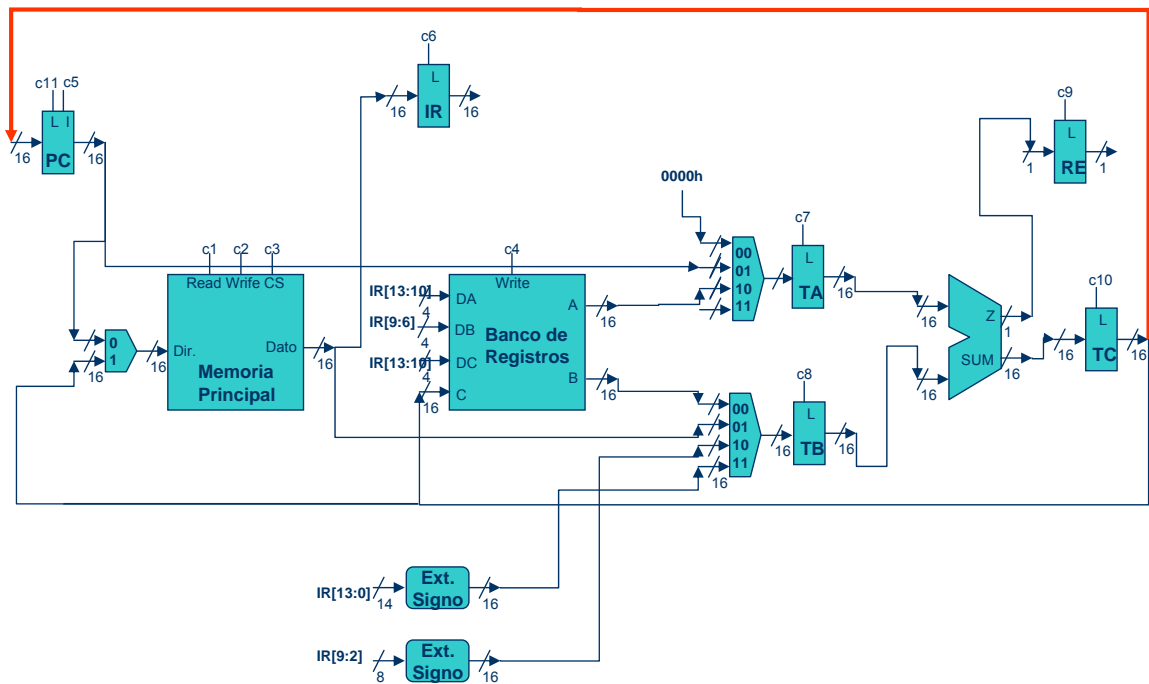 c6
L
IR
16
16
c11 c5
L I
PC
16
16
c9
L
RE
1
1
0000h
c7
L
TA
16
16
00
01
10
11
c1 c2 c3
Read Wrife CS
Dir.
Dato
Memoria
Principal
16
16
0
1
16
16
c4
Write
IR[13:10]
DA
4
IR[9:6]
DB
4
IR[13:10]
DC
4
C
16
Banco de
Registros
A
16
B
16
c8
L
TB
16
16
00
01
10
11
16
16
16
Z
1
SUM
16
c10
L
TC
16
16
IR[13:0]
14
Ext.
Signo
16
IR[9:2]
8
Ext.
Signo
16